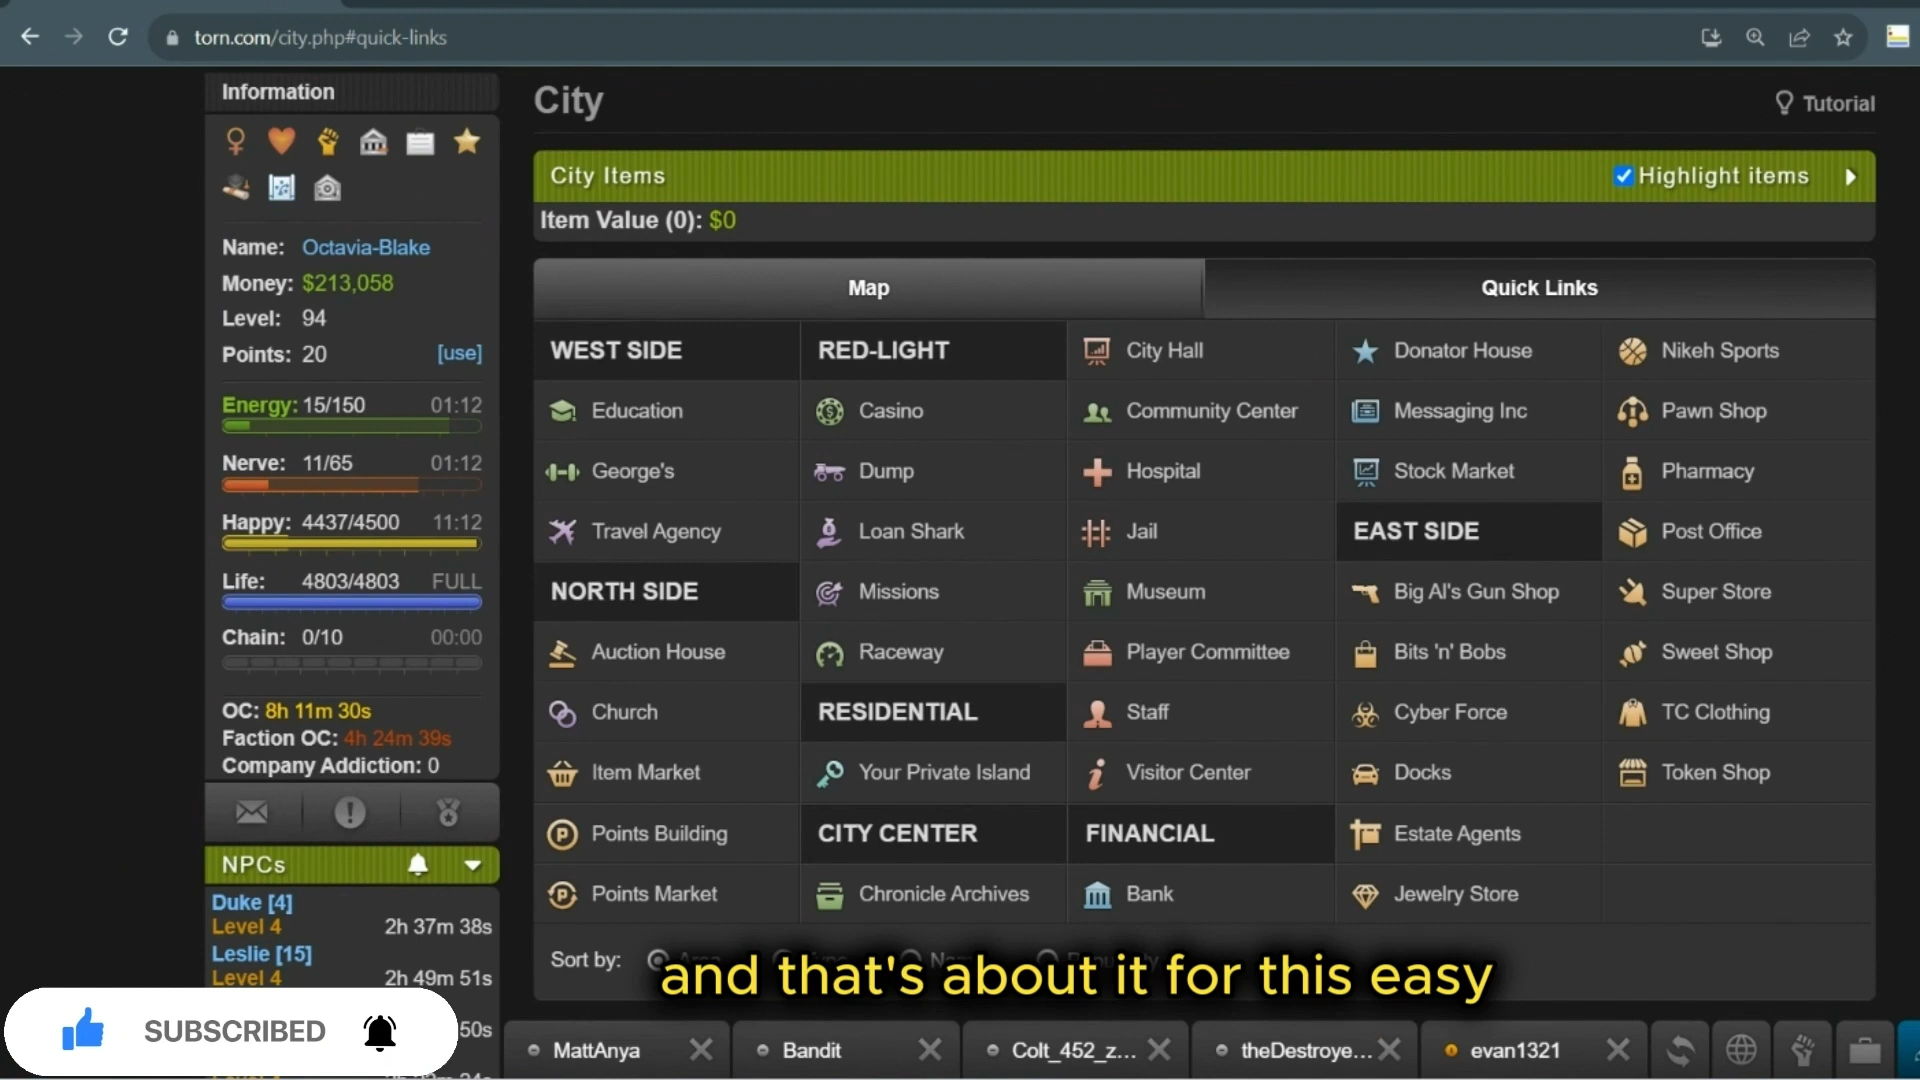 torn.com/city.php#quick-links
Information
Name: Octavia-Blake
Money: $213,058
Level: 94
Points: 20 [use]
Energy: 15/150 01:12
Nerve: 11/65 01:12
Happy: 4437/4500 11:12
Life: 4803/4803 FULL
Chain: 0/10 00:00
OC: 8h 11m 30s
Faction OC: 4h 24m 39s
Company Addiction: 0
NPCs
Duke [4]
Level 4 2h 37m 38s
Leslie [15]
Level 4 2h 49m 51s
50s
SUBSCRIBED
City
Tutorial
City Items
Highlight items
Item Value (0): $0
Map
Quick Links
WEST SIDE
Education
George's
Travel Agency
NORTH SIDE
Auction House
Church
Item Market
Points Building
Points Market
RED-LIGHT
Casino
Dump
Loan Shark
Missions
Raceway
RESIDENTIAL
Your Private Island
CITY CENTER
Chronicle Archives
City Hall
Community Center
Hospital
Jail
Museum
Player Committee
Staff
Visitor Center
FINANCIAL
Bank
Donator House
Messaging Inc
Stock Market
EAST SIDE
Big Al's Gun Shop
Bits 'n' Bobs
Cyber Force
Docks
Estate Agents
Jewelry Store
Nikeh Sports
Pawn Shop
Pharmacy
Post Office
Super Store
Sweet Shop
TC Clothing
Token Shop
Sort by:
and that's about it for this easy
MattAnya
Bandit
Colt_452_z...
theDestroye...
evan1321